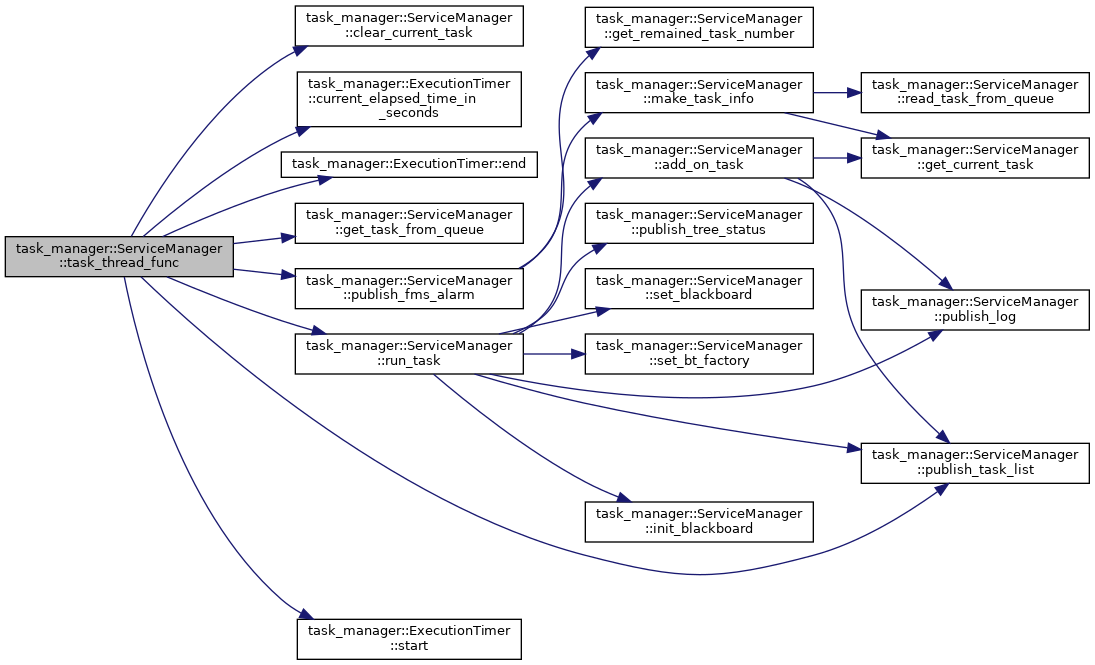 task_manager::ServiceManager
::task_thread_func
task_manager::ServiceManager
::clear_current_task
task_manager::ExecutionTimer
::current_elapsed_time_in
_seconds
task_manager::ExecutionTimer::end
task_manager::ServiceManager
::get_task_from_queue
task_manager::ServiceManager
::publish_fms_alarm
task_manager::ServiceManager
::run_task
task_manager::ExecutionTimer
::start
task_manager::ServiceManager
::get_remained_task_number
task_manager::ServiceManager
::make_task_info
task_manager::ServiceManager
::add_on_task
task_manager::ServiceManager
::publish_tree_status
task_manager::ServiceManager
::set_blackboard
task_manager::ServiceManager
::set_bt_factory
task_manager::ServiceManager
::init_blackboard
task_manager::ServiceManager
::read_task_from_queue
task_manager::ServiceManager
::get_current_task
task_manager::ServiceManager
::publish_log
task_manager::ServiceManager
::publish_task_list